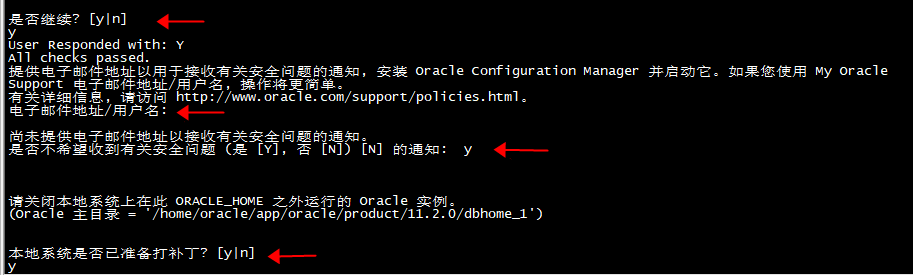 是否继续? [y|n]
y
User Responded with: Y
All checks passed.
提供电子邮件地址以用于接收有关安全问题的通知, 安装 Oracle Configuration Manager 并启动它。如果您使用 My Oracle
Support 电子邮件地址/用户名, 操作将更简单。
有关详细信息, 请访问 http://www.oracle.com/support/policies.html。
电子邮件地址/用户名:
尚未提供电子邮件地址以接收有关安全问题的通知。
是否不希望收到有关安全问题 (是 [Y], 否 [N]) [N] 的通知:  y
请关闭本地系统上在此 ORACLE_HOME 之外运行的 Oracle 实例。
(Oracle 主目录 = '/home/oracle/app/oracle/product/11.2.0/dbhome_1')
本地系统是否已准备打补丁? [y|n]
y